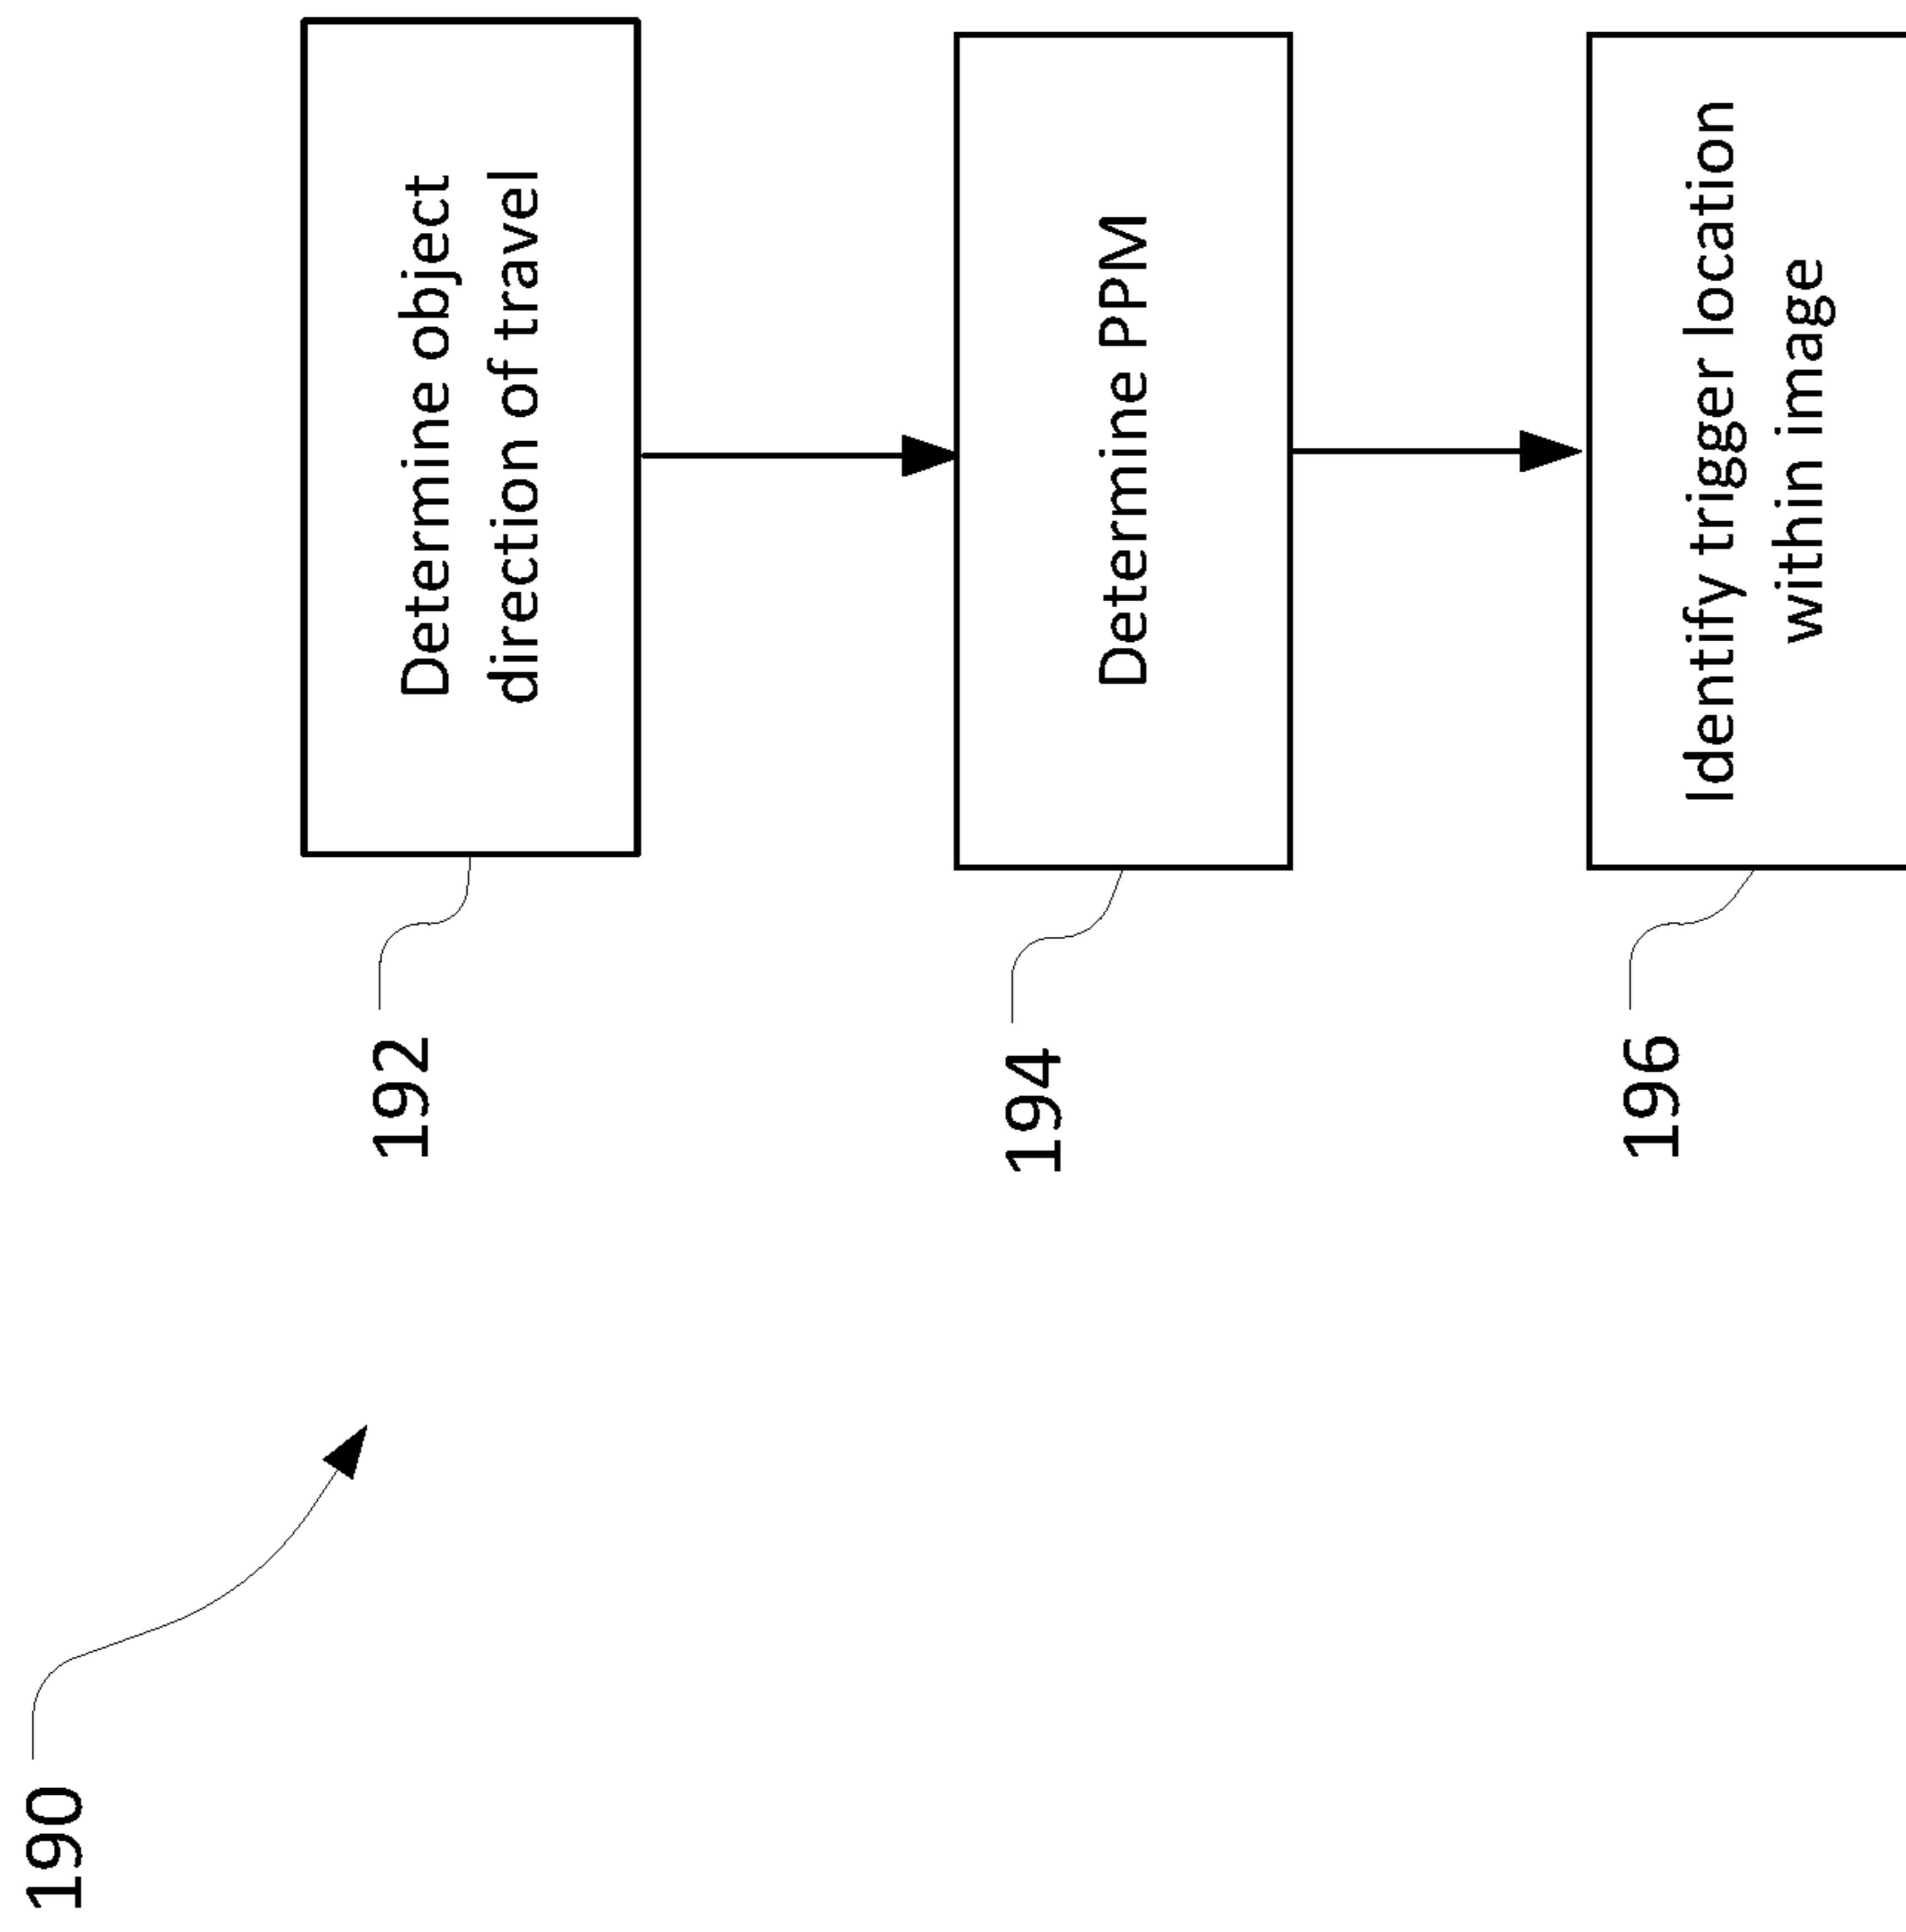 190
192
Determine object
direction of travel
194
Determine PPM
196
Identify trigger location
within image